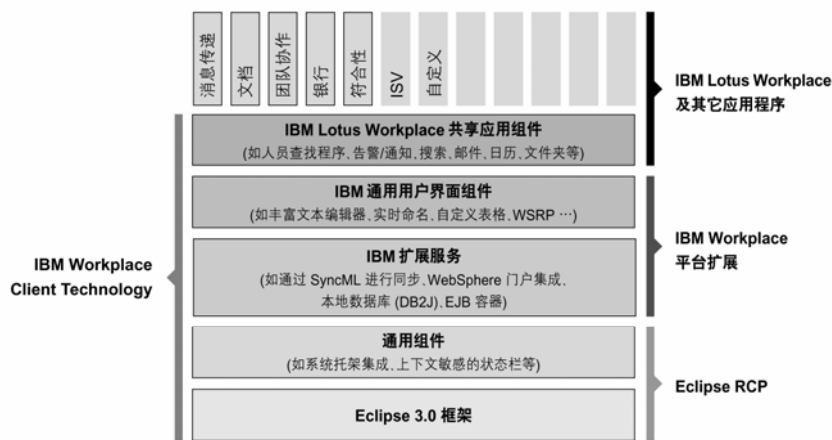 消息传递
文档
团队协作
银行
符合性
ISV
自定义
IBM Lotus Workplace
及其它应用程序
IBM Lotus Workplace 共享应用组件
(如人员查找程序、告警/通知、搜索、邮件、日历、文件夹等)
IBM 通用用户界面组件
(如丰富文本编辑器、实时命名、自定义表格、WSRP …)
IBM Workplace
平台扩展
IBM 扩展服务
(如通过 SyncML 进行同步、WebSphere 门户集成、
本地数据库 (DB2J)、EJB 容器)
IBM Workplace
Client Technology
通用组件
(如系统托架集成、上下文敏感的状态栏等)
Eclipse RCP
Eclipse 3.0 框架